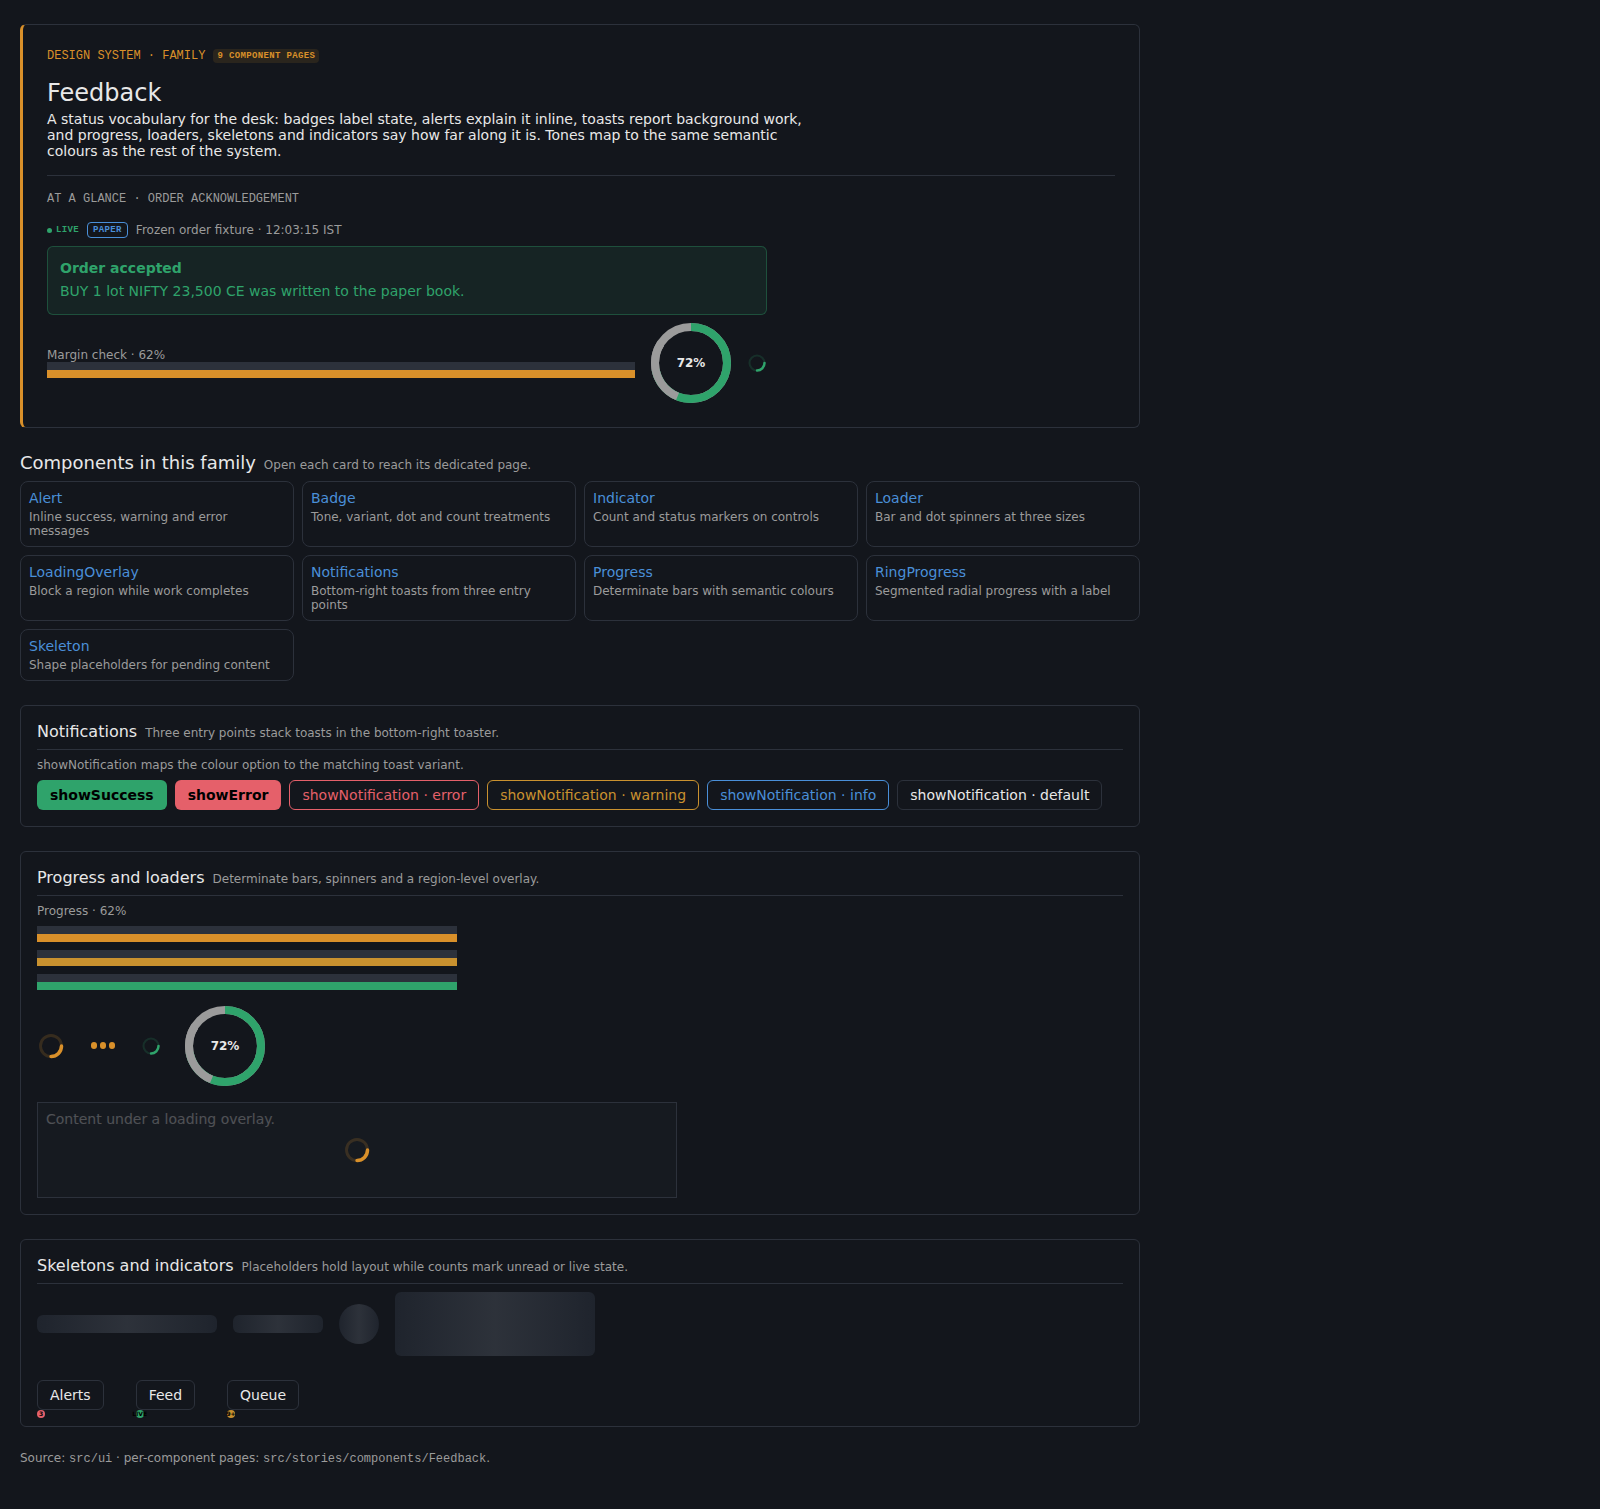 DESIGN SYSTEM · FAMILY 9 COMPONENT PAGES
Feedback
A status vocabulary for the desk: badges label state, alerts explain it inline, toasts report background work,
and progress, loaders, skeletons and indicators say how far along it is. Tones map to the same semantic
colours as the rest of the system.
AT A GLANCE · ORDER ACKNOWLEDGEMENT
LIVE PAPER Frozen order fixture · 12:03:15 IST
Order accepted
BUY 1 lot NIFTY 23,500 CE was written to the paper book.
Margin check · 62%
72%
Components in this family Open each card to reach its dedicated page.
Alert
Inline success, warning and error
messages
Badge
Tone, variant, dot and count treatments
Indicator
Count and status markers on controls
Loader
Bar and dot spinners at three sizes
LoadingOverlay
Block a region while work completes
Notifications
Bottom-right toasts from three entry
points
Progress
Determinate bars with semantic colours
RingProgress
Segmented radial progress with a label
Skeleton
Shape placeholders for pending content
Notifications Three entry points stack toasts in the bottom-right toaster.
showNotification maps the colour option to the matching toast variant.
showSuccess showError showNotification · error showNotification · warning showNotification · info showNotification · default
Progress and loaders Determinate bars, spinners and a region-level overlay.
Progress · 62%
72%
Content under a loading overlay.
Skeletons and indicators Placeholders hold layout while counts mark unread or live state.
Alerts Feed Queue
3
Source: src/ui · per-component pages: src/stories/components/Feedback.